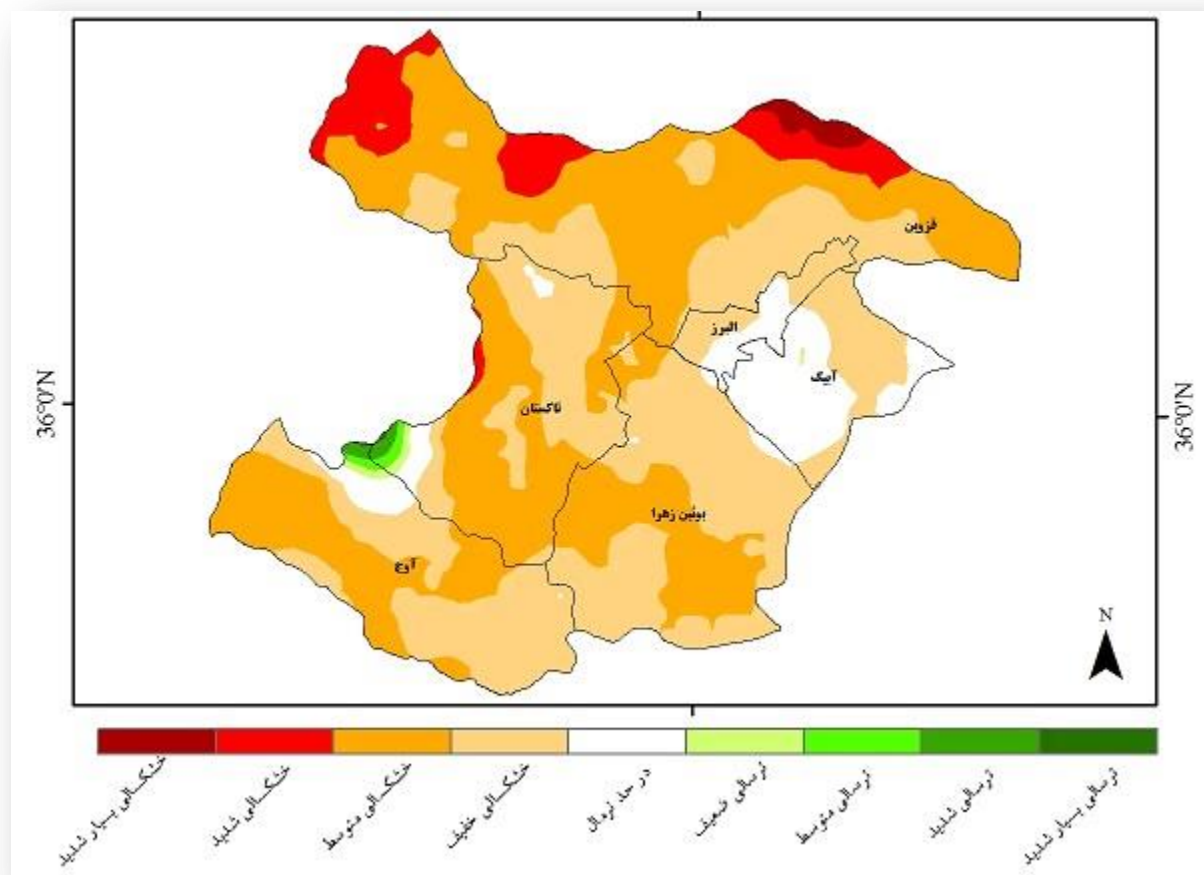 قزوین
البرز
آبیک
36°0'N
36°0'N
تاکستان
بوئین زهرا
آوج
N
خشکسالی بسیار شدید
خشکسالی شدید
خشکسالی متوسط
خشکسالی خفیف
در حد نرمال
ترسالی ضعیف
ترسالی متوسط
ترسالی شدید
ترسالی بسیار شدید